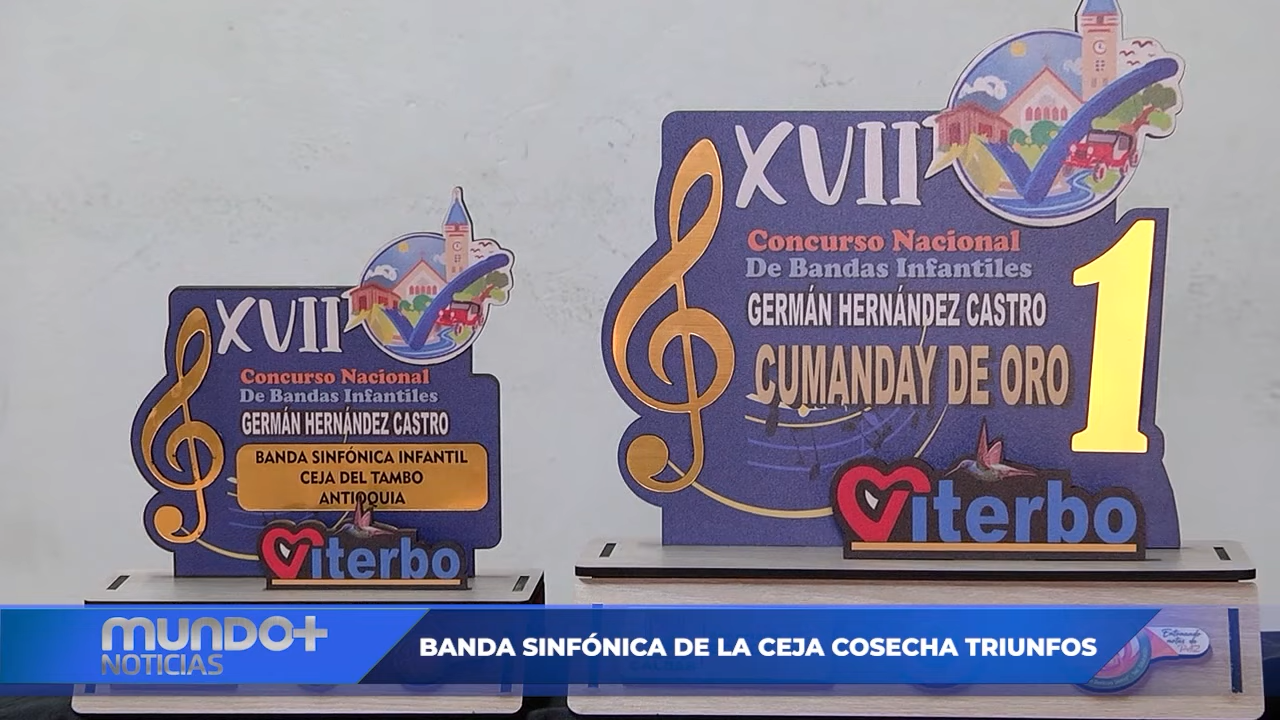 XVII
Concurso Nacional
De Bandas Infantiles
GERMÁN HERNÁNDEZ CASTRO
BANDA SINFÓNICA INFANTIL
CEJA DEL TAMBO
ANTIOQUIA
Viterbo
XVII
Concurso Nacional
De Bandas Infantiles
GERMÁN HERNÁNDEZ CASTRO
CUMANDAY DE ORO
1
Viterbo
MUNDO+
NOTICIAS
BANDA SINFÓNICA DE LA CEJA COSECHA TRIUNFOS